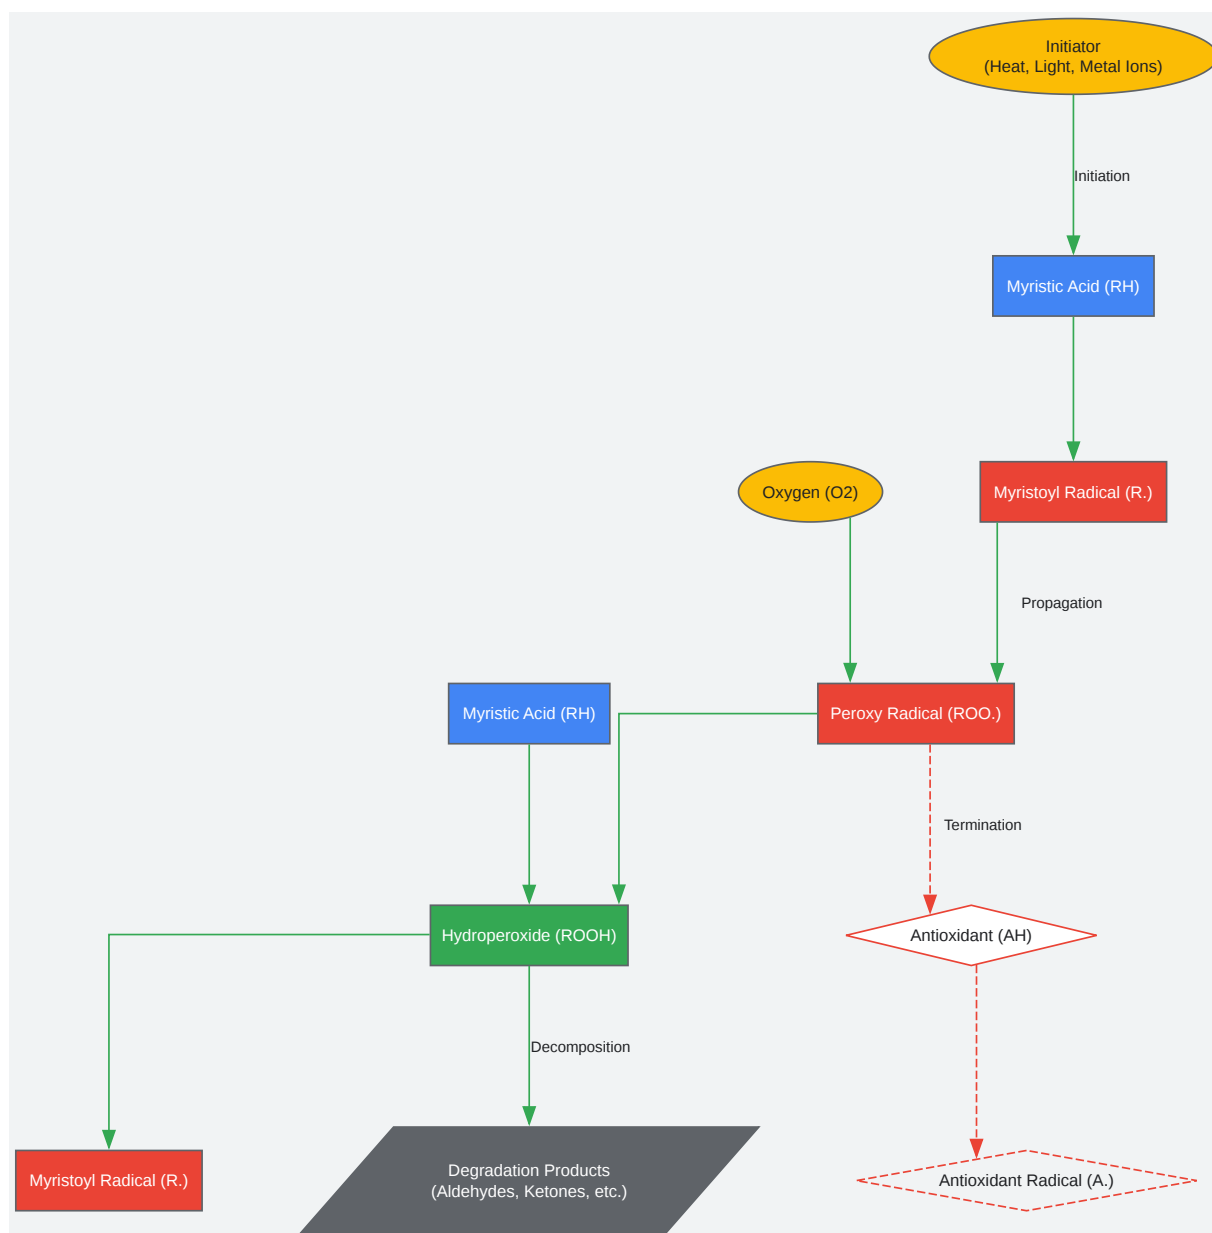 Initiator
(Heat, Light, Metal Ions)
Initiation
Myristic Acid (RH)
Oxygen (O2)
Myristoyl Radical (R.)
Propagation
Myristic Acid (RH)
Peroxy Radical (ROO.)
Termination
Hydroperoxide (ROOH)
Antioxidant (AH)
Decomposition
Myristoyl Radical (R.)
Degradation Products
(Aldehydes, Ketones, etc.)
Antioxidant Radical (A.)